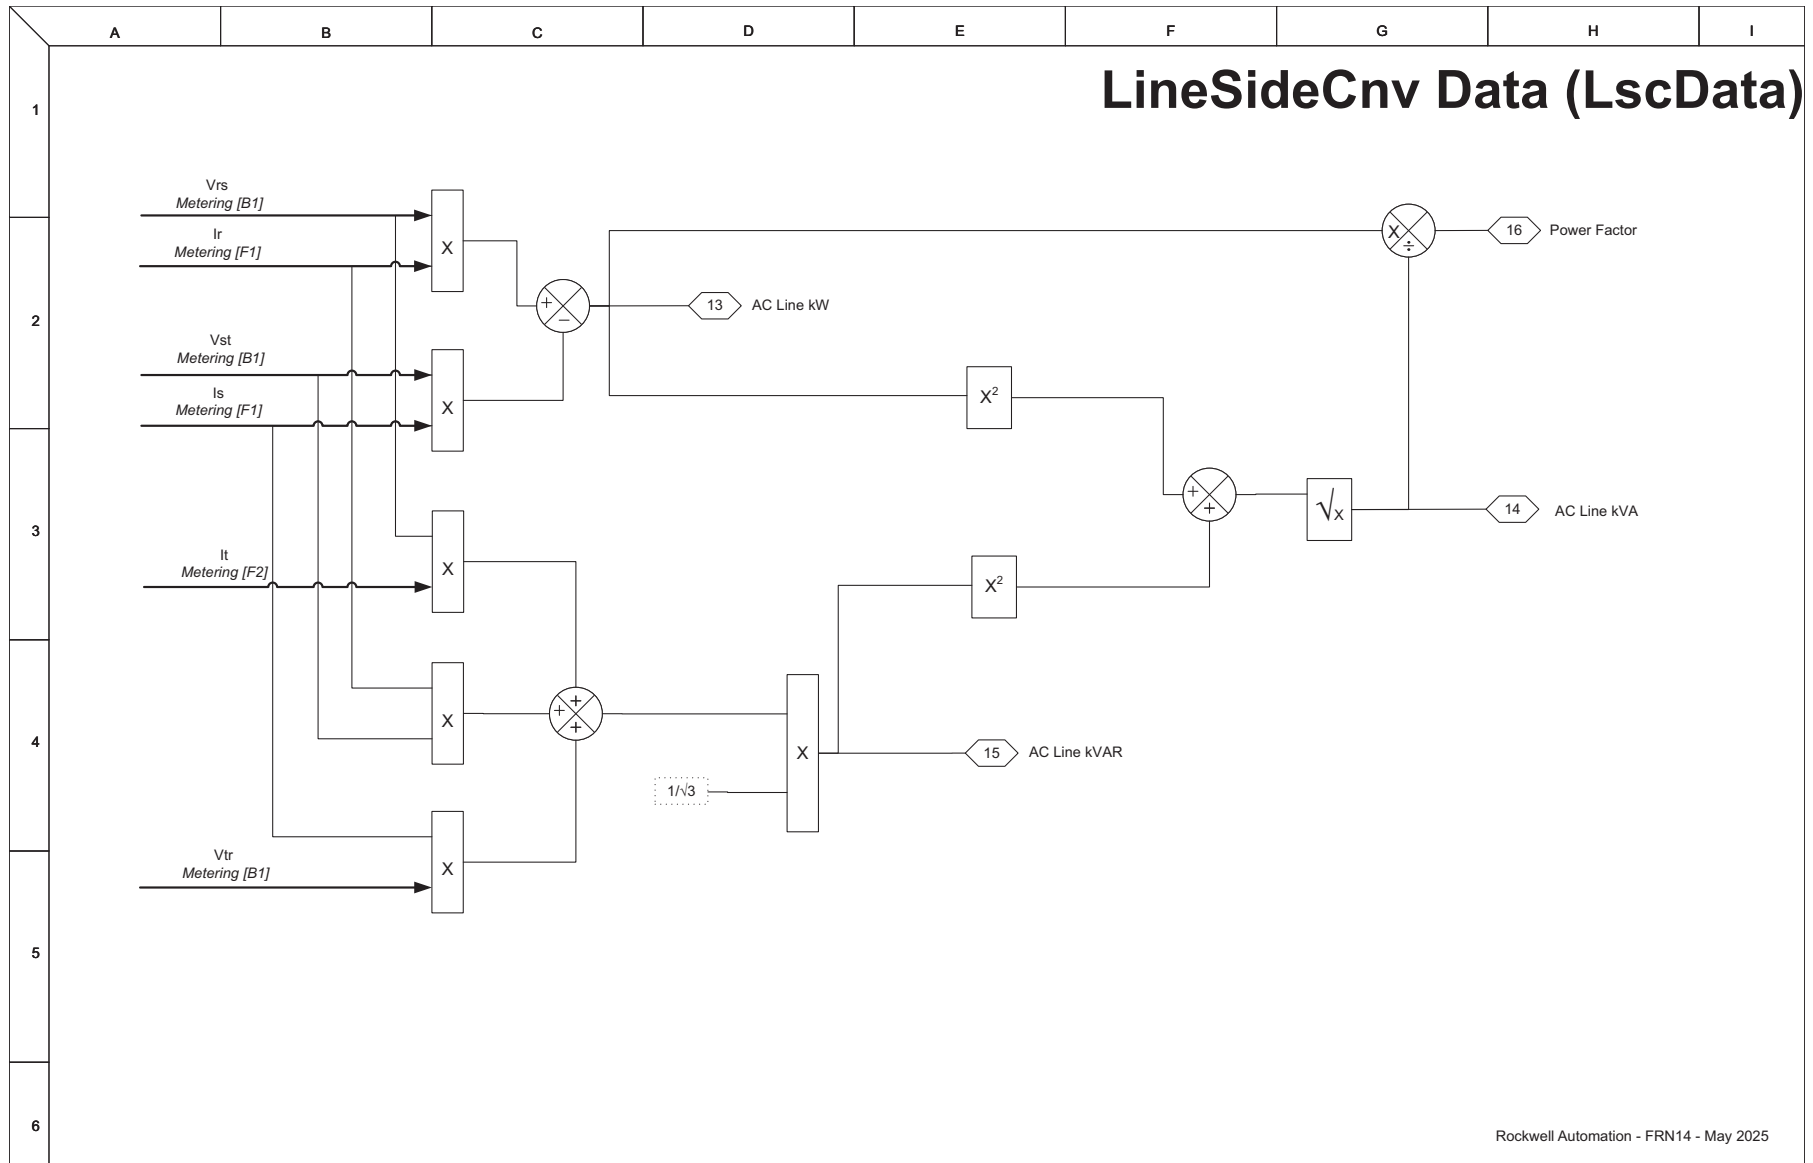 A B C D E F G H I
LineSideCnv Data (LscData)
1
Vrs
Metering [B1]
Ir
Metering [F1]
X
X
÷
16
Power Factor
2
+
–
13
AC Line kW
Vst
Metering [B1]
Is
Metering [F1]
X
X²
3
+
+
√x
14
AC Line kVA
It
Metering [F2]
X
X²
4
X
+
+
+
X
15
AC Line kVAR
1/√3
Vtr
Metering [B1]
X
5
6
Rockwell Automation - FRN14 - May 2025